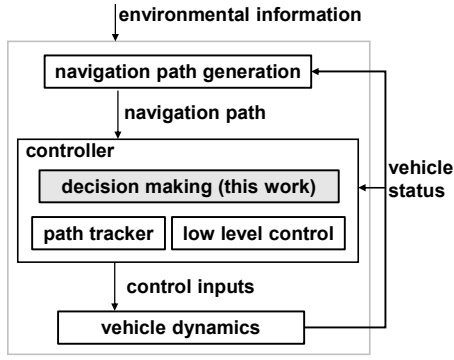 environmental information
navigation path generation
navigation path
controller
decision making (this work)
path tracker
low level control
vehicle
status
control inputs
vehicle dynamics